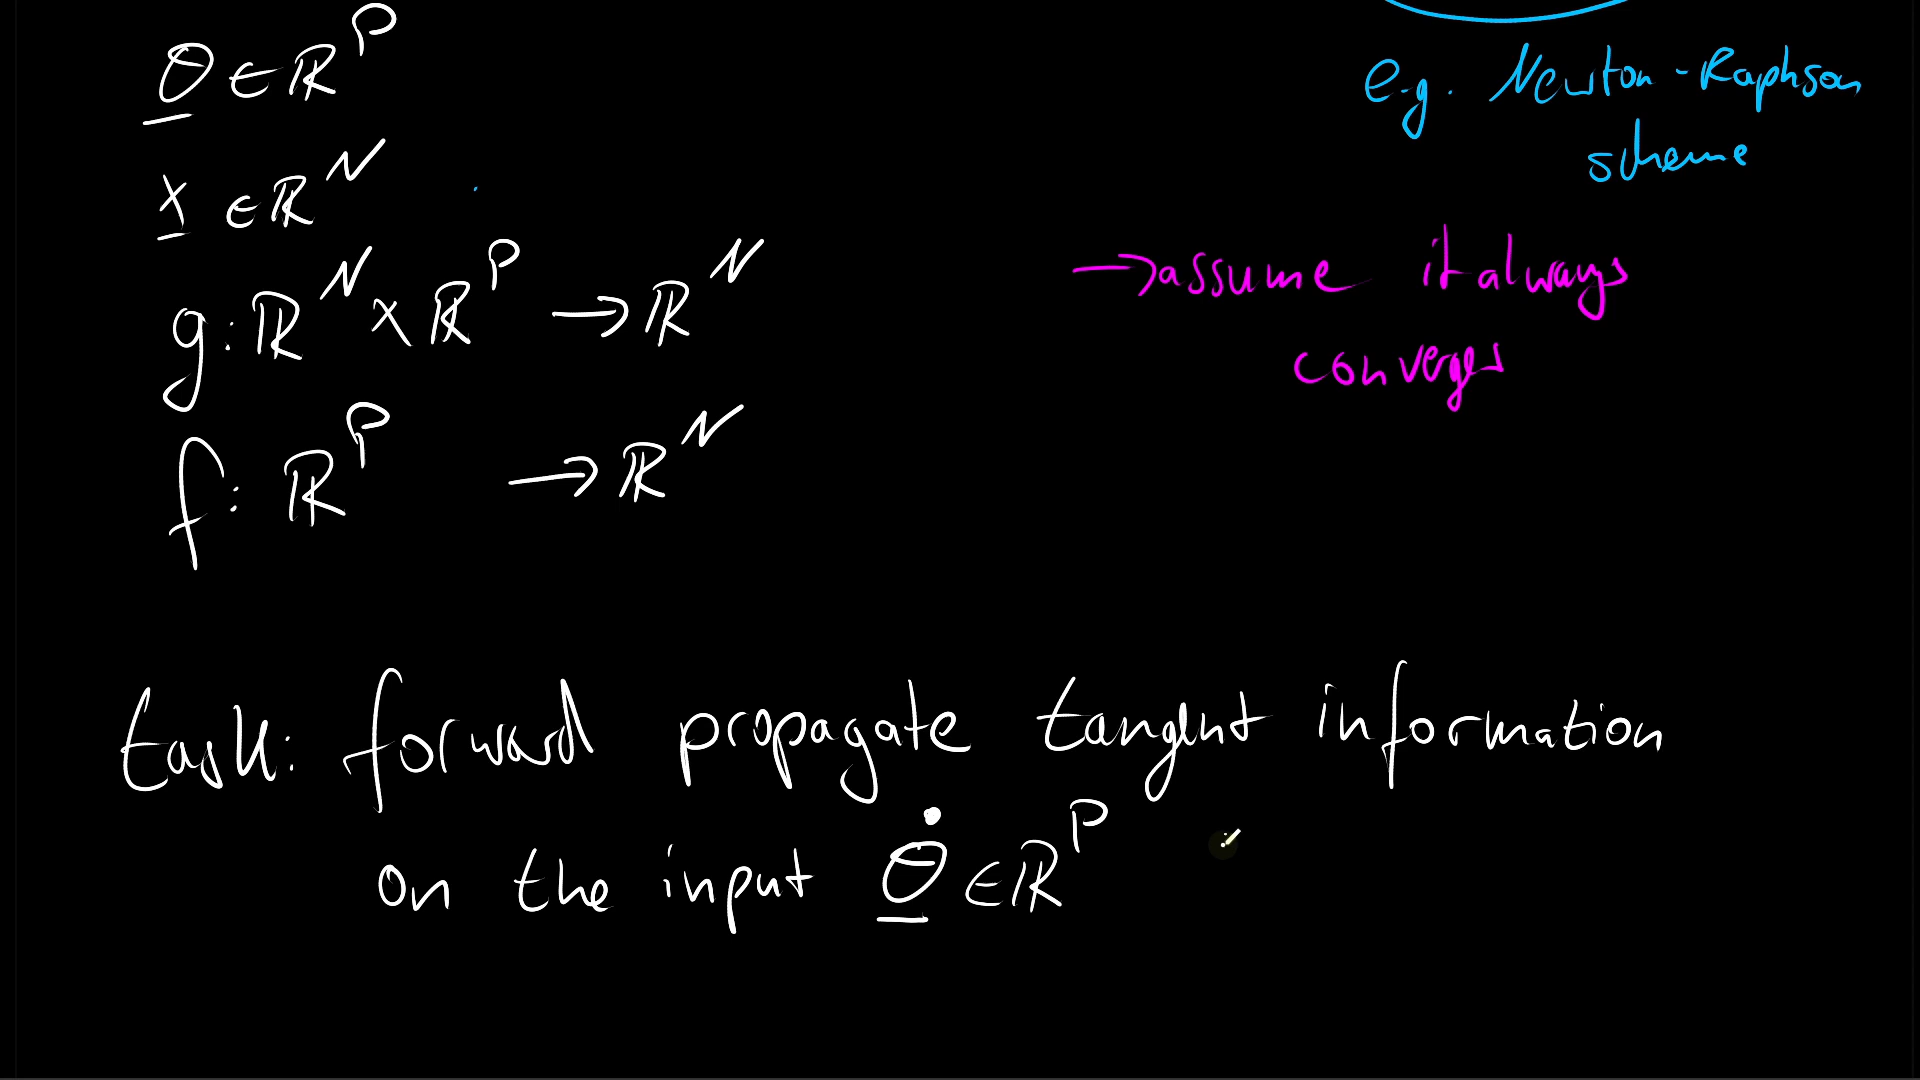 θ ∈ ℝ^P
e.g. Newton-Raphson
scheme
x ∈ ℝ^N
g: ℝ^N × ℝ^P → ℝ^N
→ assume it always
converges
f: ℝ^P → ℝ^N
task: forward propagate tangent information
on the input θ̇ ∈ ℝ^P